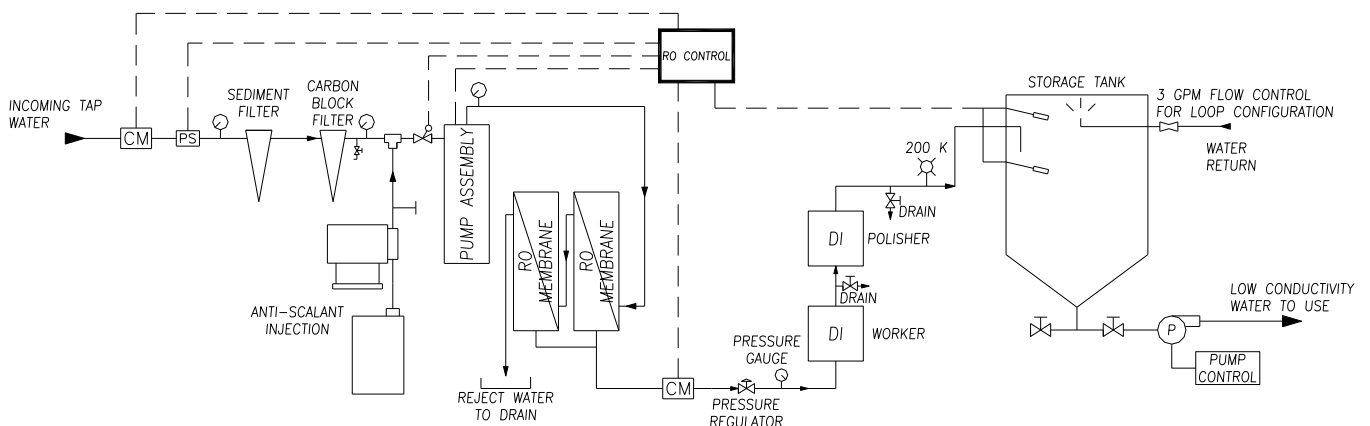 INCOMING TAP
WATER
CM
PS
SEDIMENT
FILTER
CARBON
BLOCK
FILTER
ANTI-SCALANT
INJECTION
PUMP ASSEMBLY
RO CONTROL
RO
MEMBRANE
RO
MEMBRANE
REJECT WATER
TO DRAIN
CM
PRESSURE
GAUGE
PRESSURE
REGULATOR
DI
WORKER
DRAIN
DI
POLISHER
DRAIN
200 K
STORAGE TANK
3 GPM FLOW CONTROL
FOR LOOP CONFIGURATION
WATER
RETURN
LOW CONDUCTIVITY
WATER TO USE
P
PUMP
CONTROL